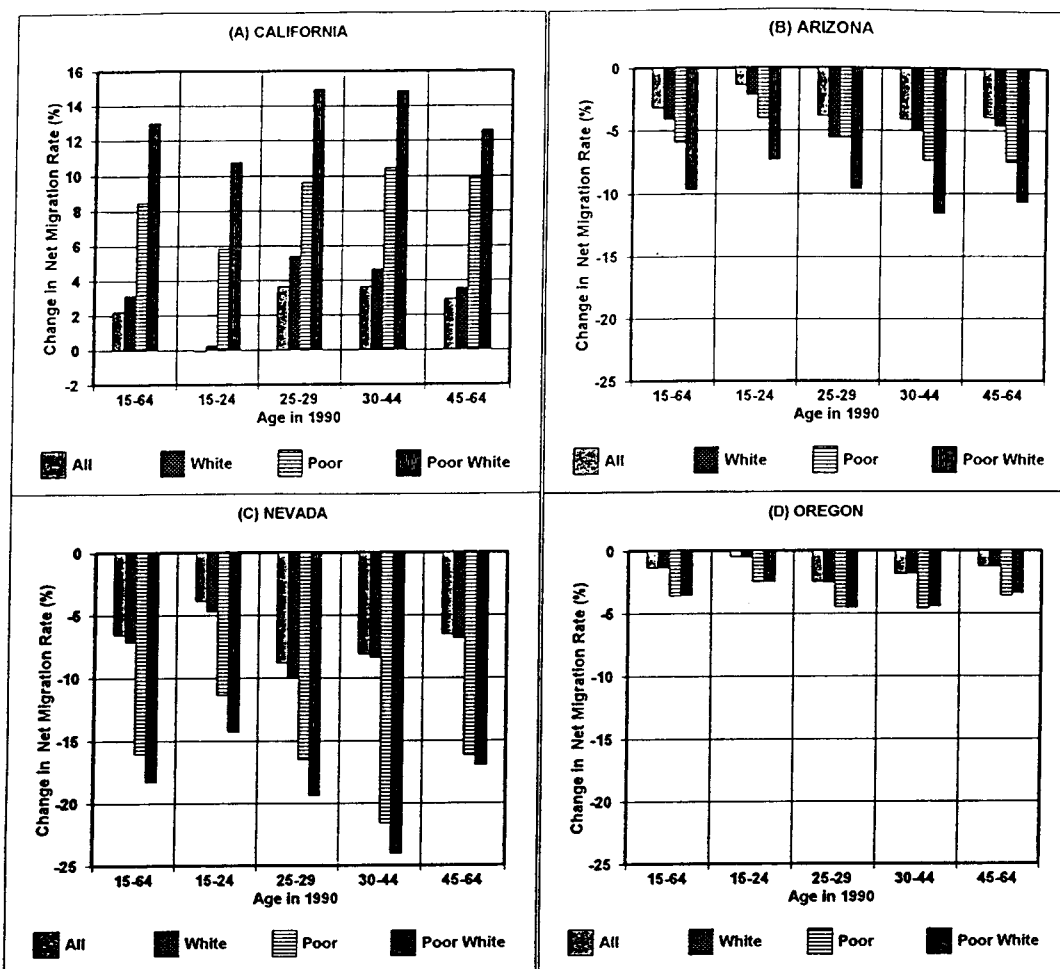 (A) CALIFORNIA
Change in Net Migration Rate (%)
16
14
12
10
8
6
4
2
0
-2
15-64 15-24 25-29 30-44 45-64
Age in 1990
All White Poor Poor White
(B) ARIZONA
Change in Net Migration Rate (%)
0
-5
-10
-15
-20
-25
15-64 15-24 25-29 30-44 45-64
Age in 1990
All White Poor Poor White
(C) NEVADA
Change in Net Migration Rate (%)
0
-5
-10
-15
-20
-25
15-64 15-24 25-29 30-44 45-64
Age in 1990
All White Poor Poor White
(D) OREGON
Change in Net Migration Rate (%)
0
-5
-10
-15
-20
-25
15-64 16-24 25-29 30-44 45-64
Age in 1990
All White Poor Poor White